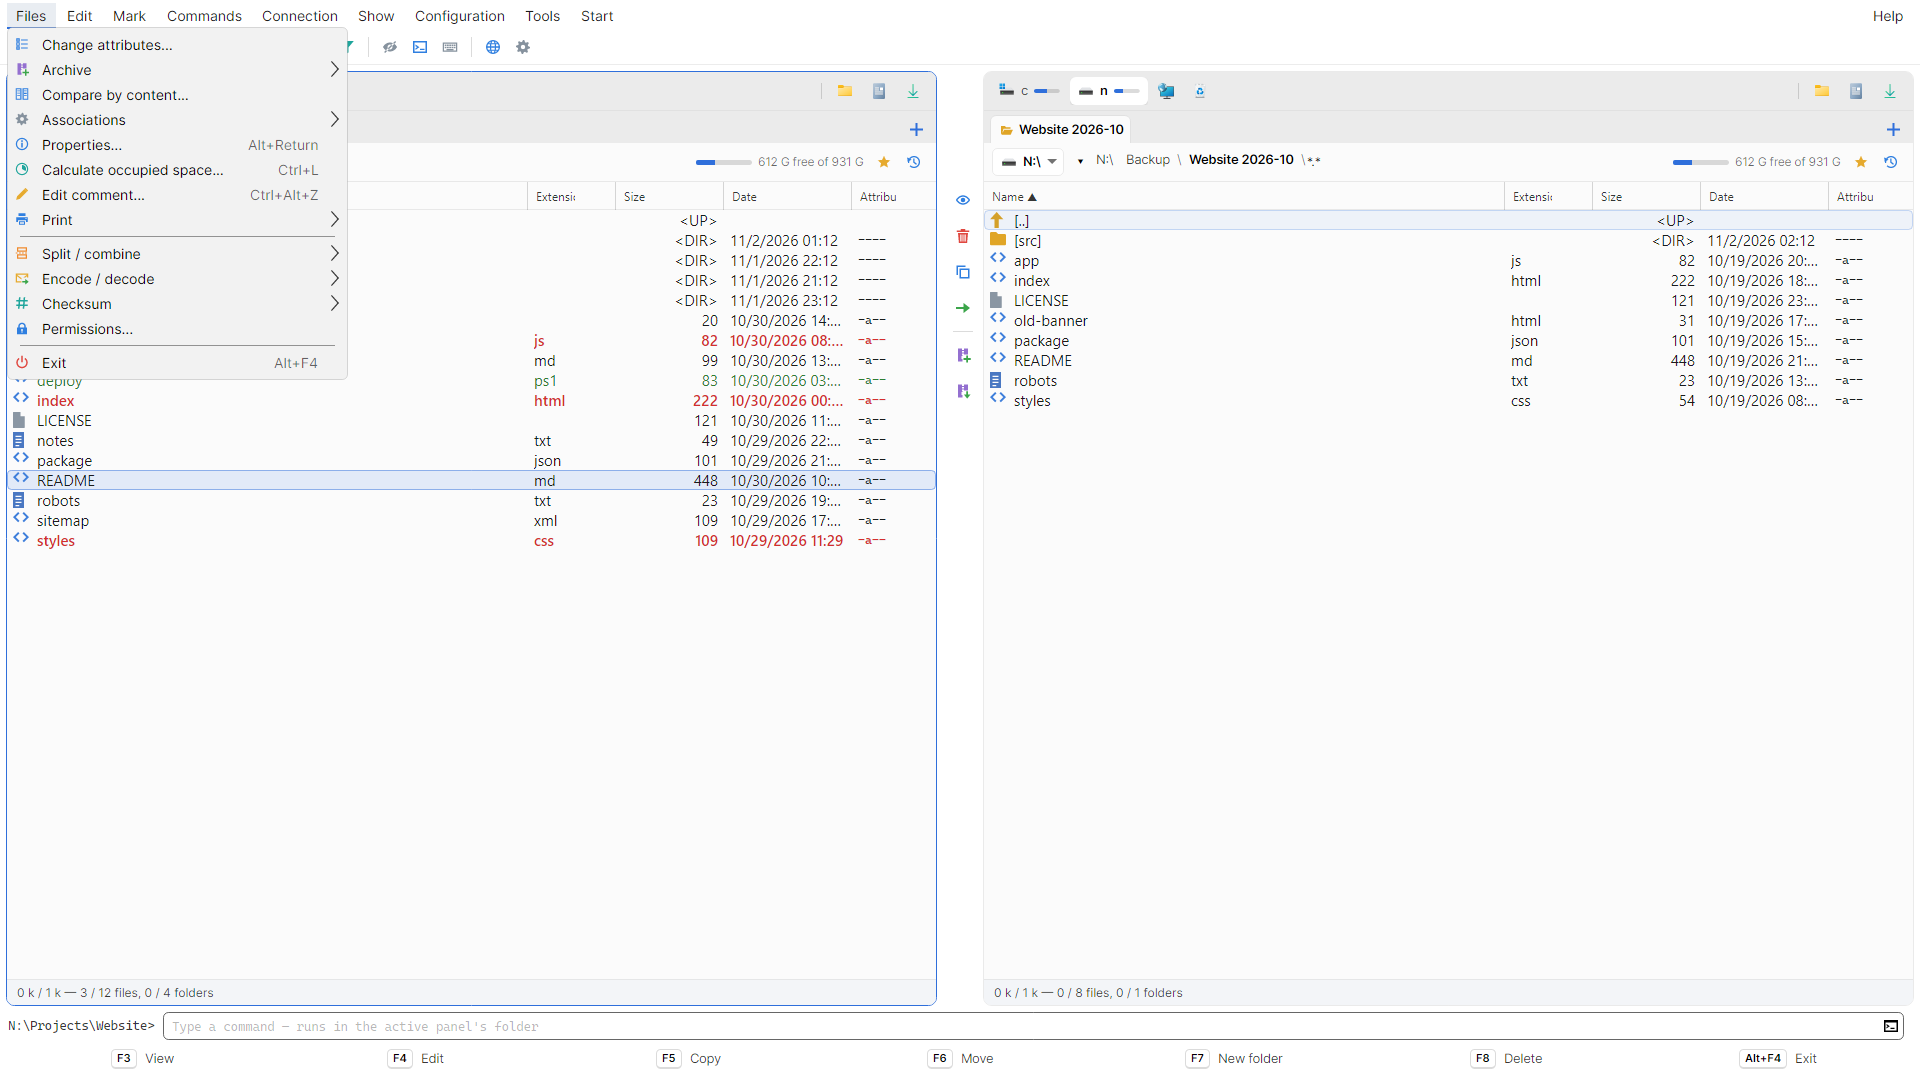 Files Edit Mark Commands Connection Show Configuration Tools Start Help
Change attributes...
Archive
Compare by content...
Associations
Properties... Alt+Return
Calculate occupied space... Ctrl+L
Edit comment... Ctrl+Alt+Z
Print
Split / combine
Encode / decode
Checksum
Permissions...
Exit Alt+F4
612 G free of 931 G
Extensi Size Date Attribu
<UP>
<DIR> 11/2/2026 01:12 ----
<DIR> 11/1/2026 22:12 ----
<DIR> 11/1/2026 21:12 ----
<DIR> 11/1/2026 23:12 ----
20 10/30/2026 14:... -a--
js 82 10/30/2026 08:... -a--
md 99 10/30/2026 13:... -a--
deploy ps1 83 10/30/2026 03:... -a--
index html 222 10/30/2026 00:... -a--
LICENSE 121 10/30/2026 11:... -a--
notes txt 49 10/29/2026 22:... -a--
package json 101 10/29/2026 21:... -a--
README md 448 10/30/2026 10:... -a--
robots txt 23 10/29/2026 19:... -a--
sitemap xml 109 10/29/2026 17:... -a--
styles css 109 10/29/2026 11:29 -a--
0 k / 1 k — 3 / 12 files, 0 / 4 folders
c n
Website 2026-10
N:\ N:\ Backup \ Website 2026-10 \*.* 612 G free of 931 G
Name Extensi Size Date Attribu
[..] <UP>
[src] <DIR> 11/2/2026 02:12 ----
app js 82 10/19/2026 20:... -a--
index html 222 10/19/2026 18:... -a--
LICENSE 121 10/19/2026 23:... -a--
old-banner html 31 10/19/2026 17:... -a--
package json 101 10/19/2026 15:... -a--
README md 448 10/19/2026 21:... -a--
robots txt 23 10/19/2026 13:... -a--
styles css 54 10/19/2026 08:... -a--
0 k / 1 k — 0 / 8 files, 0 / 1 folders
N:\Projects\Website> Type a command — runs in the active panel's folder
F3 View F4 Edit F5 Copy F6 Move F7 New folder F8 Delete Alt+F4 Exit